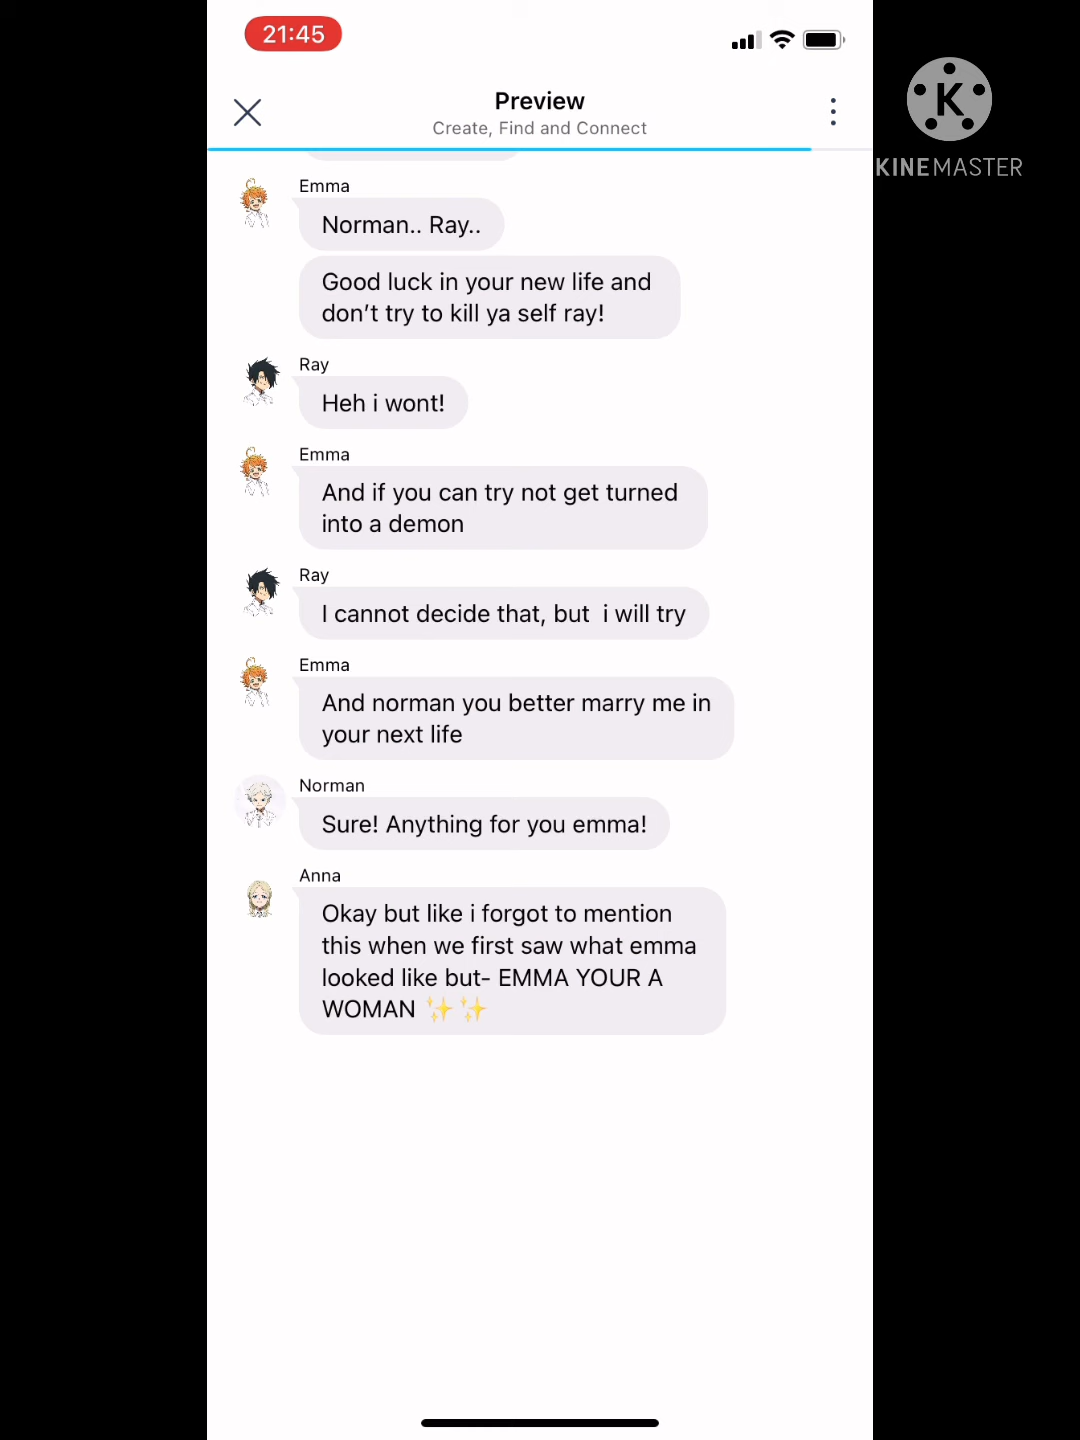 21:45
Preview
Create, Find and Connect
K
KINEMASTER
Emma
Norman.. Ray..
Good luck in your new life and
don’t try to kill ya self ray!
Ray
Heh i wont!
Emma
And if you can try not get turned
into a demon
Ray
I cannot decide that, but  i will try
Emma
And norman you better marry me in
your next life
Norman
Sure! Anything for you emma!
Anna
Okay but like i forgot to mention
this when we first saw what emma
looked like but- EMMA YOUR A
WOMAN ✨ ✨